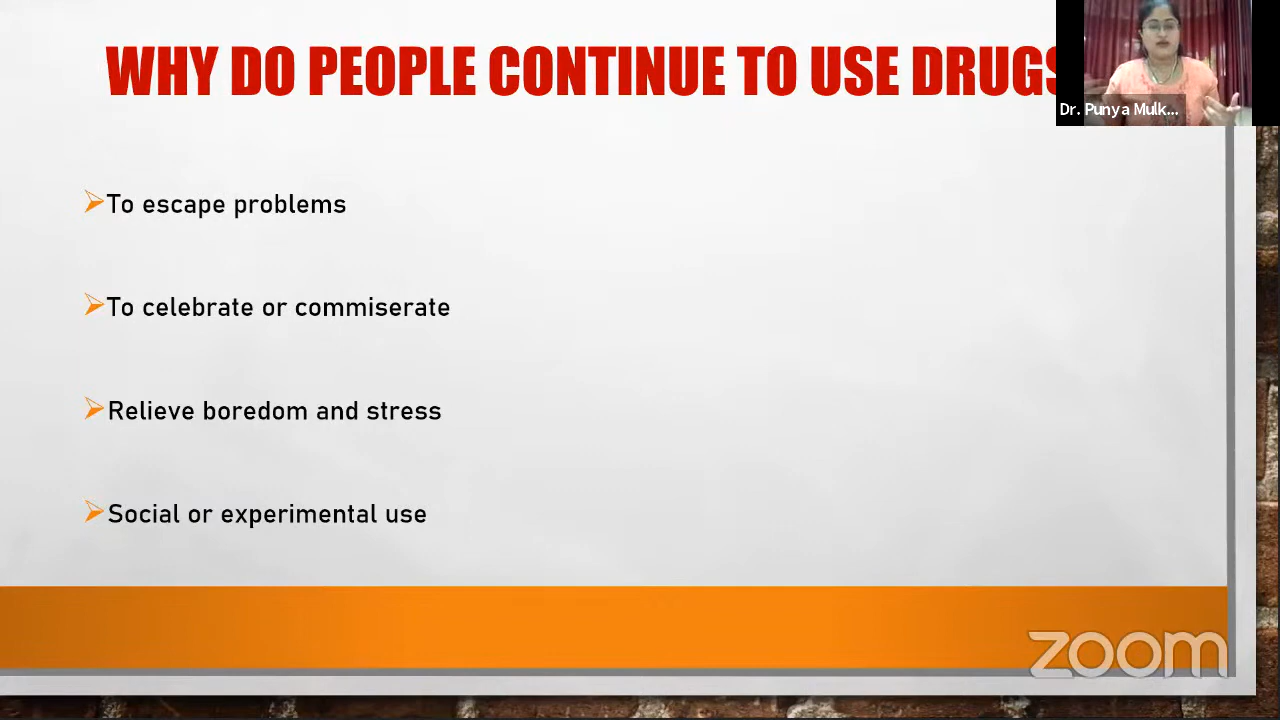 WHY DO PEOPLE CONTINUE TO USE DRUGS
Dr. Punya Mulk...
To escape problems
To celebrate or commiserate
Relieve boredom and stress
Social or experimental use
zoom